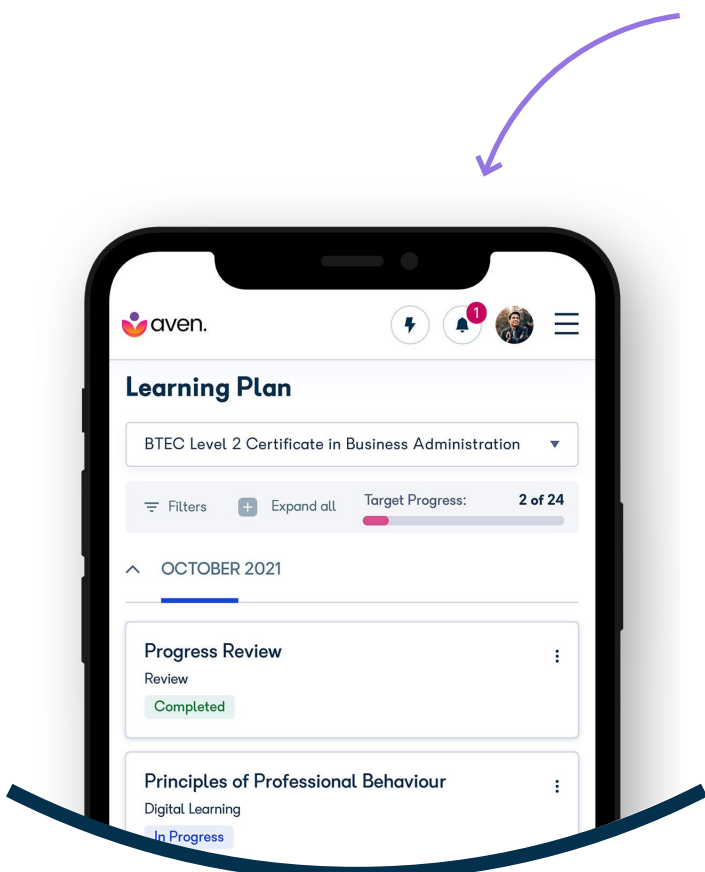 aven.
1
Learning Plan
BTEC Level 2 Certificate in Business Administration
Filters
Expand all
Target Progress:
2 of 24
OCTOBER 2021
Progress Review
Review
Completed
Principles of Professional Behaviour
Digital Learning
In Progress